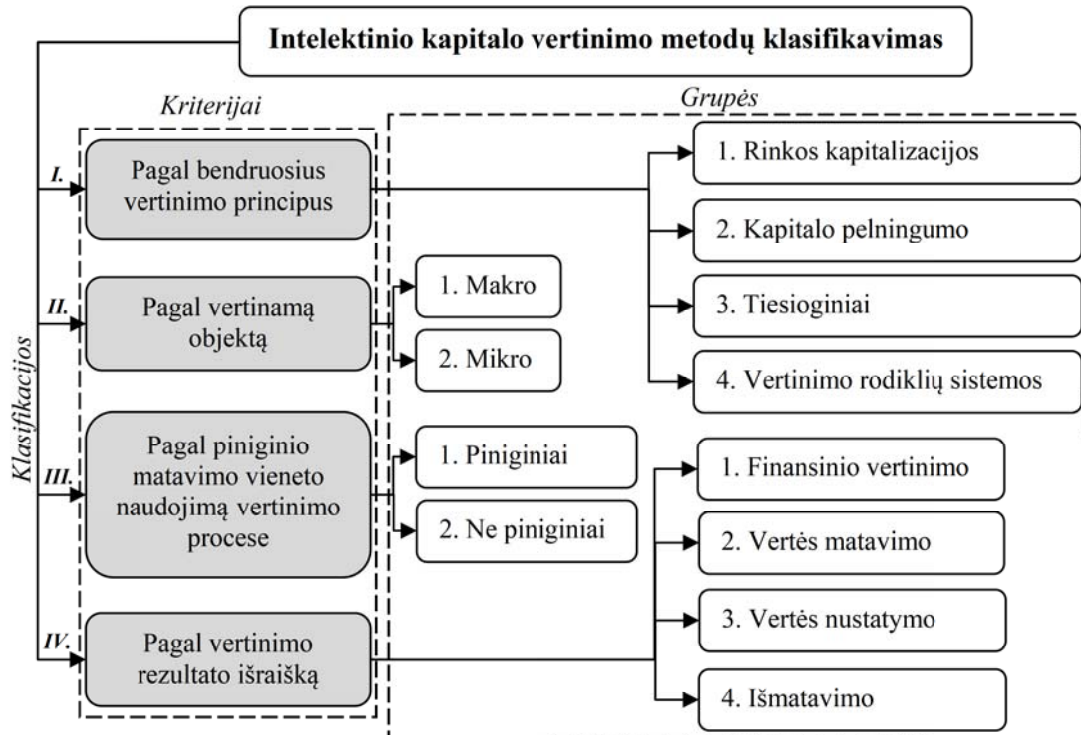 Intelektinio kapitalo vertinimo metodų klasifikavimas
Kriterijai
Grupės
Klasifikacijos
I.
Pagal bendruosius
vertinimo principus
1. Rinkos kapitalizacijos
2. Kapitalo pelningumo
3. Tiesioginiai
4. Vertinimo rodiklių sistemos
II.
Pagal vertinamą
objektą
1. Makro
2. Mikro
III.
Pagal piniginio
matavimo vieneto
naudojimą vertinimo
procese
1. Piniginiai
2. Ne piniginiai
IV.
Pagal vertinimo
rezultato išraišką
1. Finansinio vertinimo
2. Vertės matavimo
3. Vertės nustatymo
4. Išmatavimo